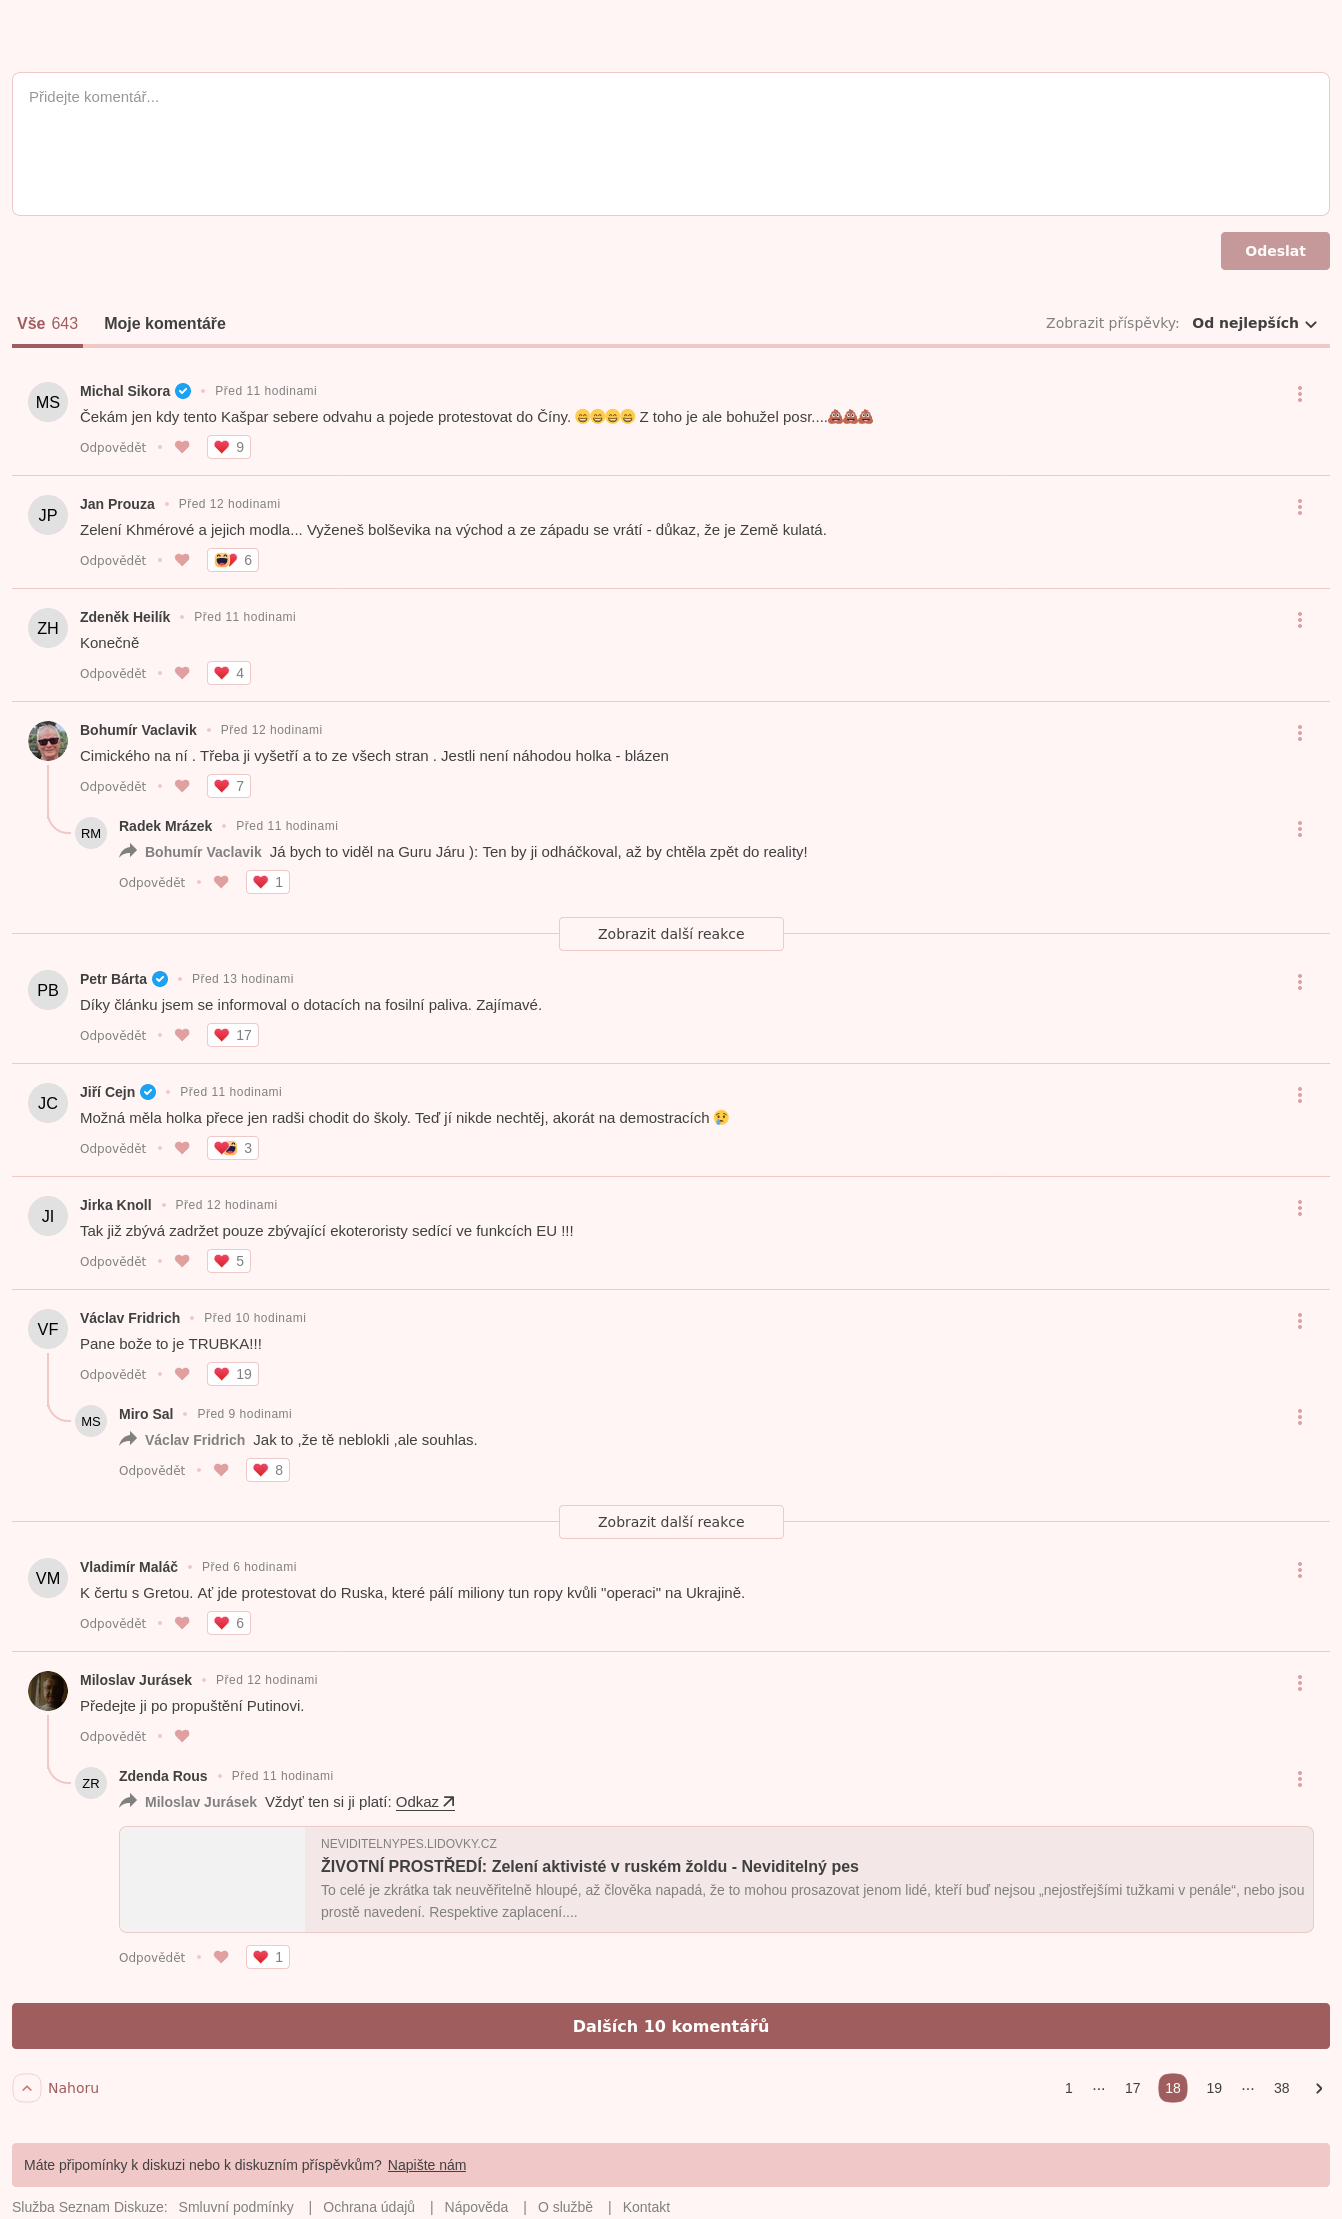 Přidejte komentář...
Odeslat
Vše 643 Moje komentáře Zobrazit příspěvky: Od nejlepších
MS Michal Sikora • Před 11 hodinami
Čekám jen kdy tento Kašpar sebere odvahu a pojede protestovat do Číny. 😄😄😄😄 Z toho je ale bohužel posr....💩💩💩
Odpovědět • 9
JP Jan Prouza • Před 12 hodinami
Zelení Khmérové a jejich modla... Vyženeš bolševika na východ a ze západu se vrátí - důkaz, že je Země kulatá.
Odpovědět • 6
ZH Zdeněk Heilík • Před 11 hodinami
Konečně
Odpovědět • 4
Bohumír Vaclavik • Před 12 hodinami
Cimického na ní . Třeba ji vyšetří a to ze všech stran . Jestli není náhodou holka - blázen
Odpovědět • 7
RM Radek Mrázek • Před 11 hodinami
Bohumír Vaclavik Já bych to viděl na Guru Járu ): Ten by ji odháčkoval, až by chtěla zpět do reality!
Odpovědět • 1
Zobrazit další reakce
PB Petr Bárta • Před 13 hodinami
Díky článku jsem se informoval o dotacích na fosilní paliva. Zajímavé.
Odpovědět • 17
JC Jiří Cejn • Před 11 hodinami
Možná měla holka přece jen radši chodit do školy. Teď jí nikde nechtěj, akorát na demostracích 😢
Odpovědět • 3
JI Jirka Knoll • Před 12 hodinami
Tak již zbývá zadržet pouze zbývající ekoteroristy sedící ve funkcích EU !!!
Odpovědět • 5
VF Václav Fridrich • Před 10 hodinami
Pane bože to je TRUBKA!!!
Odpovědět • 19
MS Miro Sal • Před 9 hodinami
Václav Fridrich Jak to ,že tě neblokli ,ale souhlas.
Odpovědět • 8
Zobrazit další reakce
VM Vladimír Maláč • Před 6 hodinami
K čertu s Gretou. Ať jde protestovat do Ruska, které pálí miliony tun ropy kvůli "operaci" na Ukrajině.
Odpovědět • 6
Miloslav Jurásek • Před 12 hodinami
Předejte ji po propuštění Putinovi.
Odpovědět •
ZR Zdenda Rous • Před 11 hodinami
Miloslav Jurásek Vždyť ten si ji platí: Odkaz
NEVIDITELNYPES.LIDOVKY.CZ
ŽIVOTNÍ PROSTŘEDÍ: Zelení aktivisté v ruském žoldu - Neviditelný pes
To celé je zkrátka tak neuvěřitelně hloupé, až člověka napadá, že to mohou prosazovat jenom lidé, kteří buď nejsou „nejostřejšími tužkami v penále“, nebo jsou
prostě navedení. Respektive zaplacení....
Odpovědět • 1
Dalších 10 komentářů
Nahoru 1 ··· 17 18 19 ··· 38
Máte připomínky k diskuzi nebo k diskuzním příspěvkům? Napište nám
Služba Seznam Diskuze: Smluvní podmínky | Ochrana údajů | Nápověda | O službě | Kontakt